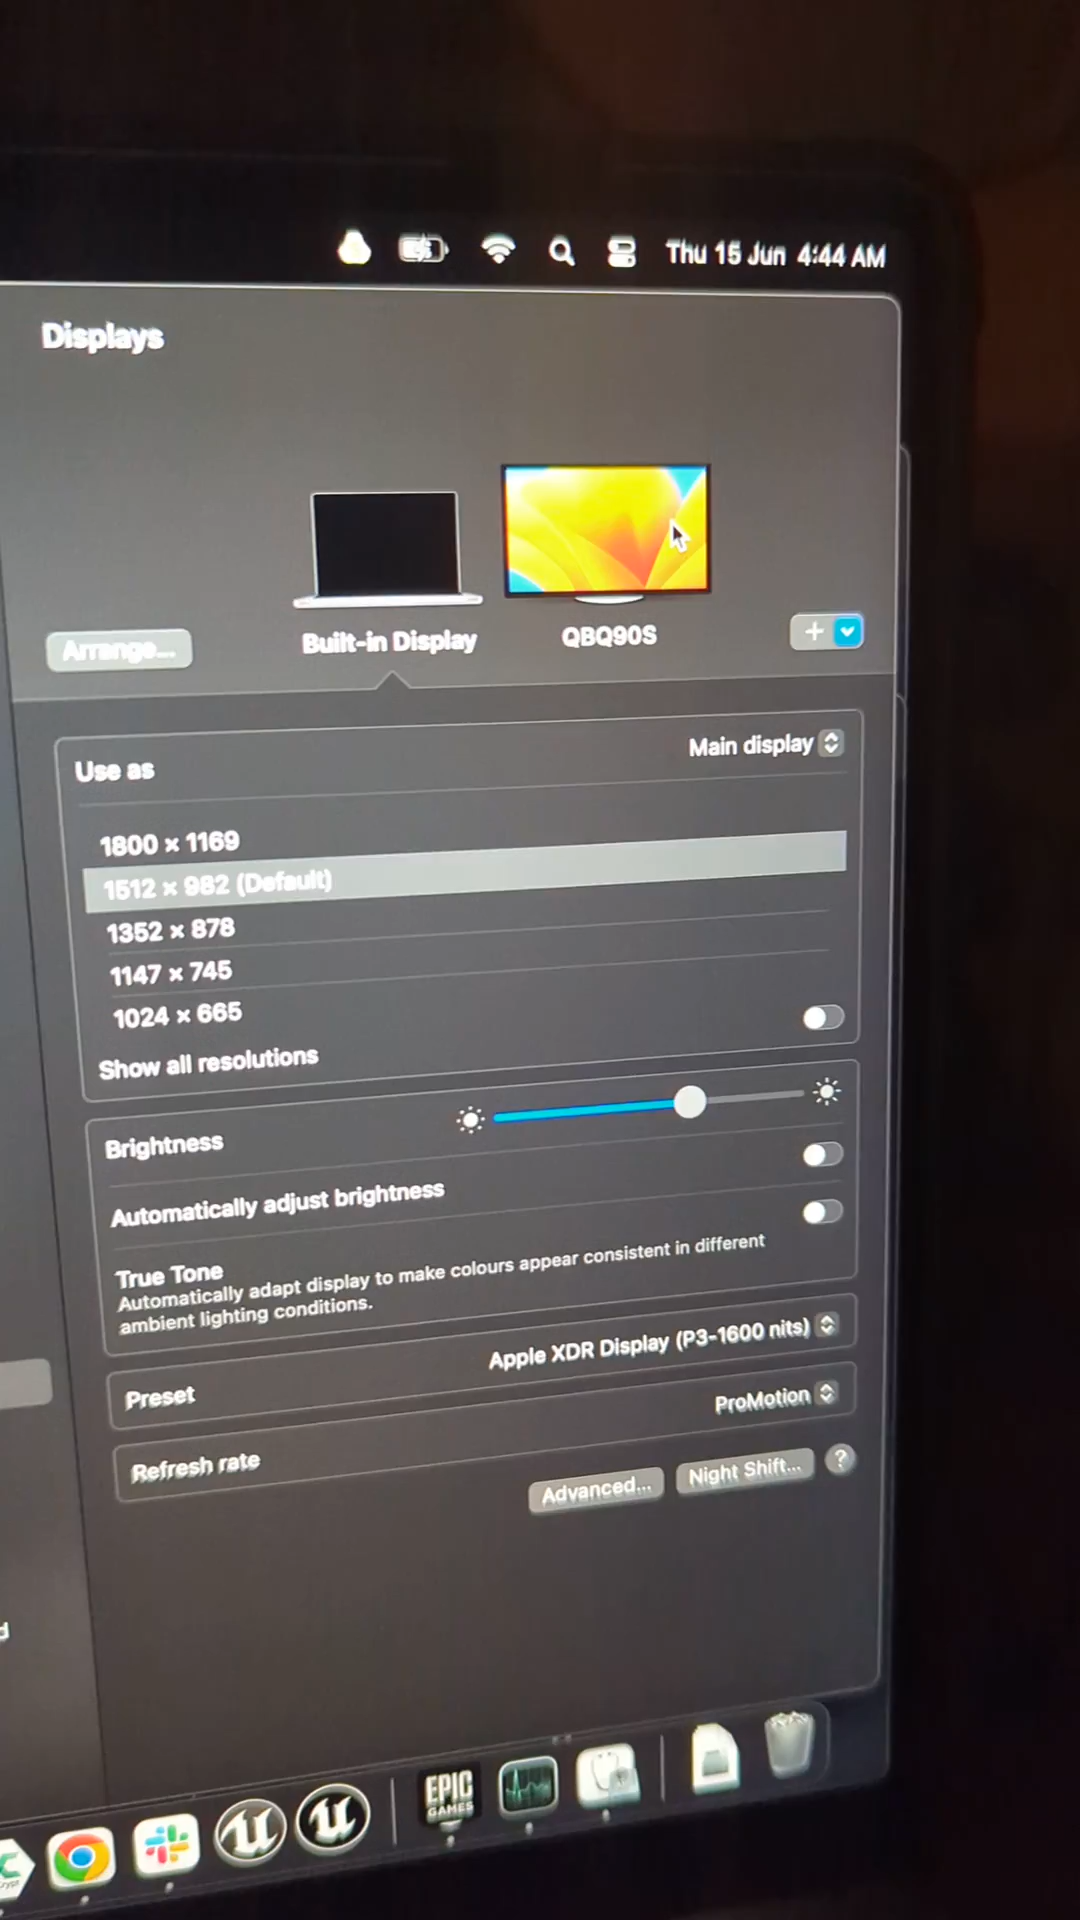 Thu 15 Jun 4:44 AM
Displays
Arrange...
Built-in Display
QBQ90S
Use as
Main display
1800 × 1169
1512 × 982 (Default)
1352 × 878
1147 × 745
1024 × 665
Show all resolutions
Brightness
Automatically adjust brightness
True Tone
Automatically adapt display to make colours appear consistent in different
ambient lighting conditions.
Preset
Apple XDR Display (P3-1600 nits)
Refresh rate
ProMotion
Advanced...
Night Shift...
?
EPIC
GAMES